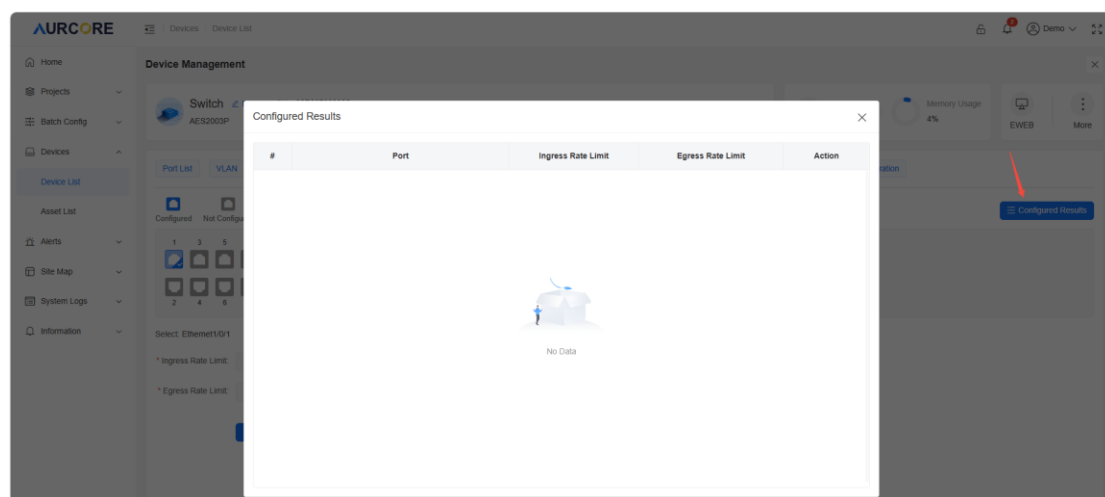 AURCORE
Devices Device List
2
Demo
Home
Device Management
Projects
Switch
AES2003P
Memory Usage
4%
EWEB
More
Batch Config
Configured Results
Devices
# Port Ingress Rate Limit Egress Rate Limit Action
Port List VLAN
Device List
Asset List
Configured
Configured Results
Alerts
1 3 5
Site Map
System Logs
2 4 6
Information
Select: Ethernet1/0/1
No Data
* Ingress Rate Limit:
* Egress Rate Limit: